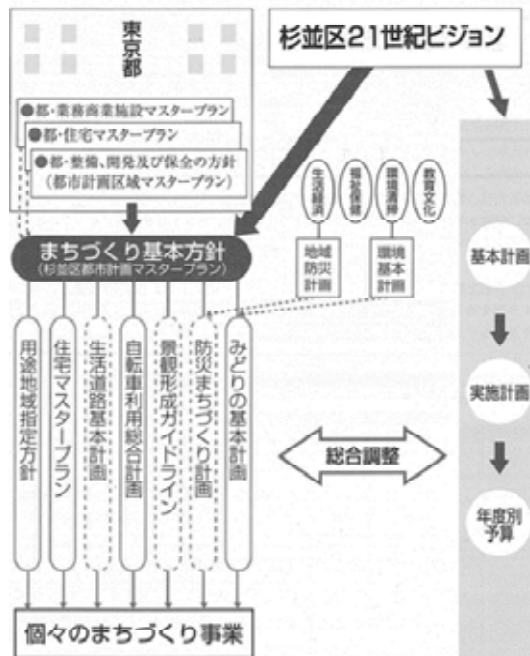 東京都
●都・業務商業施設マスタープラン
●都・住宅マスタープラン
●都・整備、開発及び保全の方針
(都市計画区域マスタープラン)
杉並区21世紀ビジョン
生活経済
福祉保健
環境清掃
教育文化
地域防災計画
環境基本計画
まちづくり基本方針
(杉並区都市計画マスタープラン)
用途地域指定方針
住宅マスタープラン
生活道路基本計画
自転車利用総合計画
景観形成ガイドライン
防災まちづくり計画
みどりの基本計画
総合調整
基本計画
実施計画
年度別
予算
個々のまちづくり事業